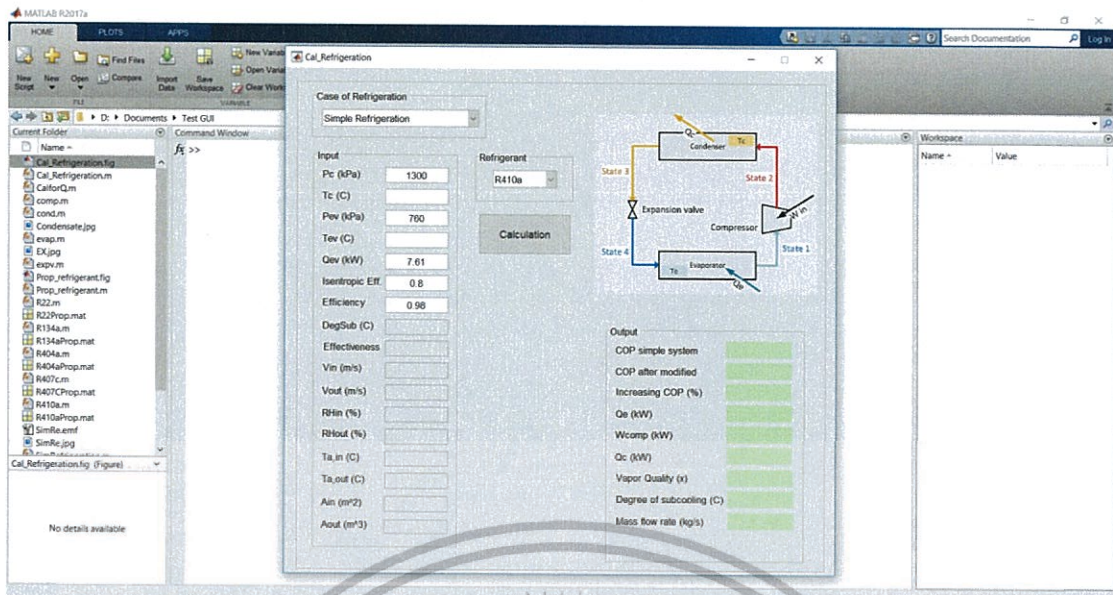 MATLAB R2017a
HOME PLOTS APPS
Search Documentation Log In
New Script
New
Open
Find Files
Compare
Import Data
Save Workspace
New Varia
Open Varia
Clear Work
FILE
VARIABLE
D: ▸ Documents ▸ Test GUI
Current Folder
Name
Cal_Refrigeration.fig
Cal_Refrigeration.m
CalforQ.m
comp.m
cond.m
Condensate.jpg
evap.m
EX.jpg
expv.m
Prop_refrigerant.fig
Prop_refrigerant.m
R22.m
R22Prop.mat
R134a.m
R134aProp.mat
R404a.m
R404aProp.mat
R407c.m
R407CProp.mat
R410a.m
R410aProp.mat
SimRe.emf
SimRe.jpg
Cal_Refrigeration.fig (Figure)
No details available
Command Window
fx >>
Cal_Refrigeration
Case of Refrigeration
Simple Refrigeration
Input
Pc (kPa) 1300
Tc (C)
Pev (kPa) 760
Tev (C)
Qev (kW) 7.61
Isentropic Eff. 0.8
Efficiency 0.98
DegSub (C)
Effectiveness
Vin (m/s)
Vout (m/s)
RHin (%)
RHout (%)
Ta_in (C)
Ta_out (C)
Ain (m^2)
Aout (m^3)
Refrigerant
R410a
Calculation
Qc
Condenser
Tc
State 3
State 2
Expansion valve
W in
Compressor
State 4
State 1
Evaporator
Te
Qe
Output
COP simple system
COP after modified
Increasing COP (%)
Qe (kW)
Wcomp (kW)
Qc (kW)
Vapor Quality (x)
Degree of subcooling (C)
Mass flow rate (kg/s)
Workspace
Name Value